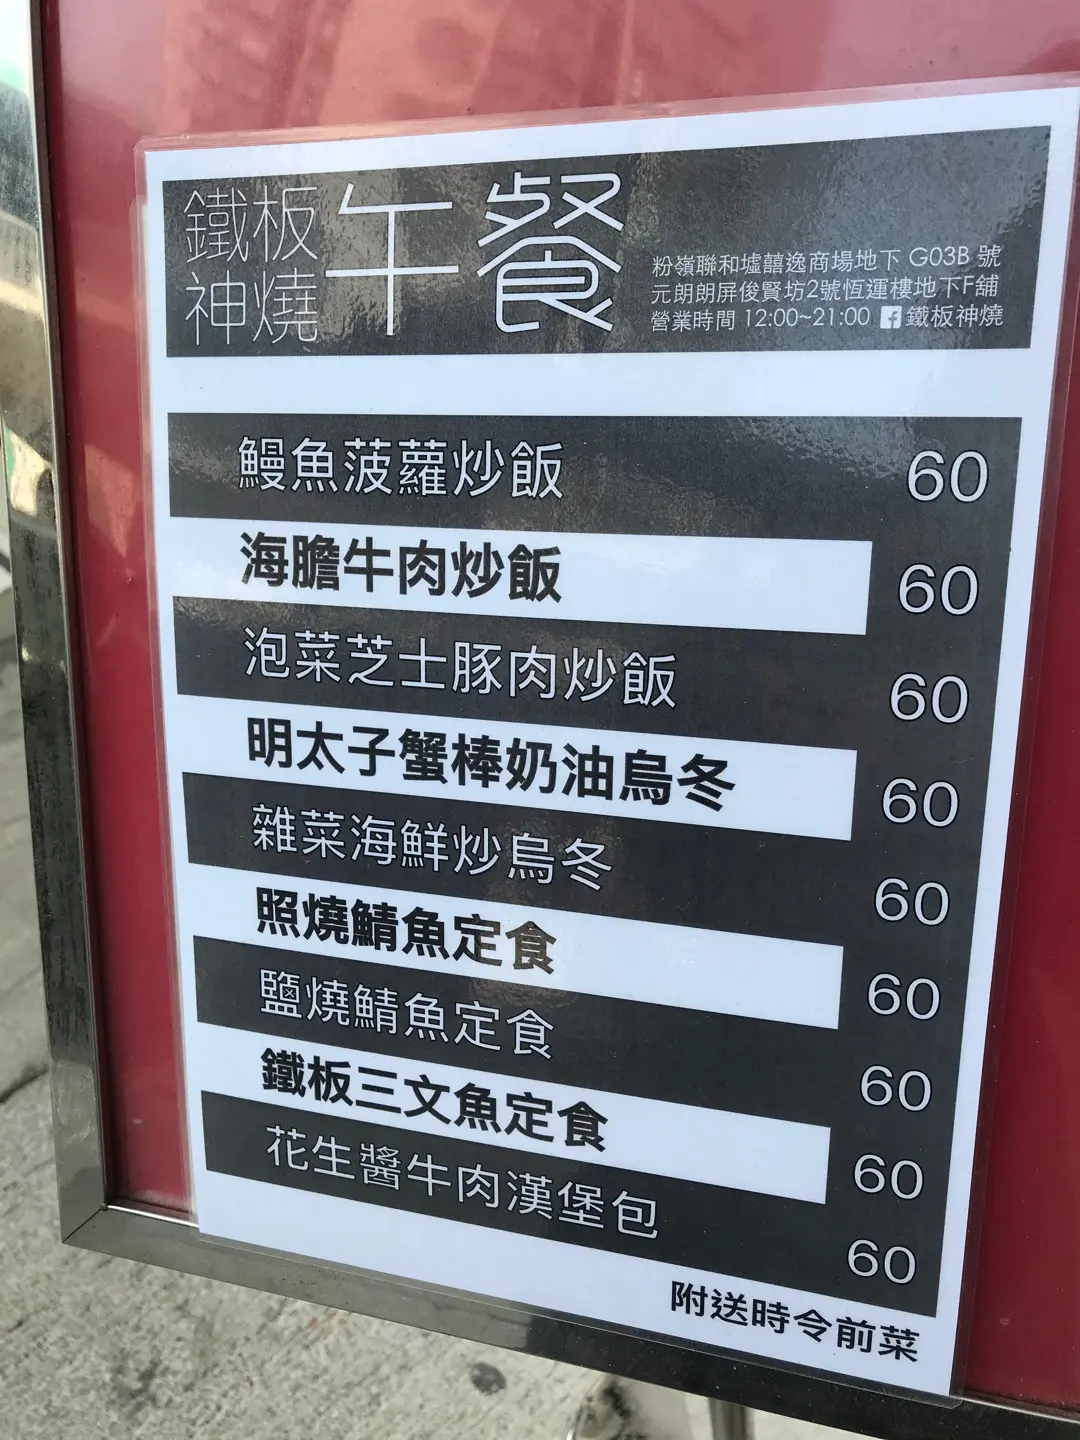 鐵板
神燒
午餐
粉嶺聯和墟囍逸商場地下 G03B 號
元朗朗屏俊賢坊2號恆運樓地下F舖
營業時間 12:00~21:00 f 鐵板神燒
鰻魚菠蘿炒飯 60
海膽牛肉炒飯 60
泡菜芝士豚肉炒飯 60
明太子蟹棒奶油烏冬 60
雜菜海鮮炒烏冬 60
照燒鯖魚定食 60
鹽燒鯖魚定食 60
鐵板三文魚定食 60
花生醬牛肉漢堡包 60
附送時令前菜